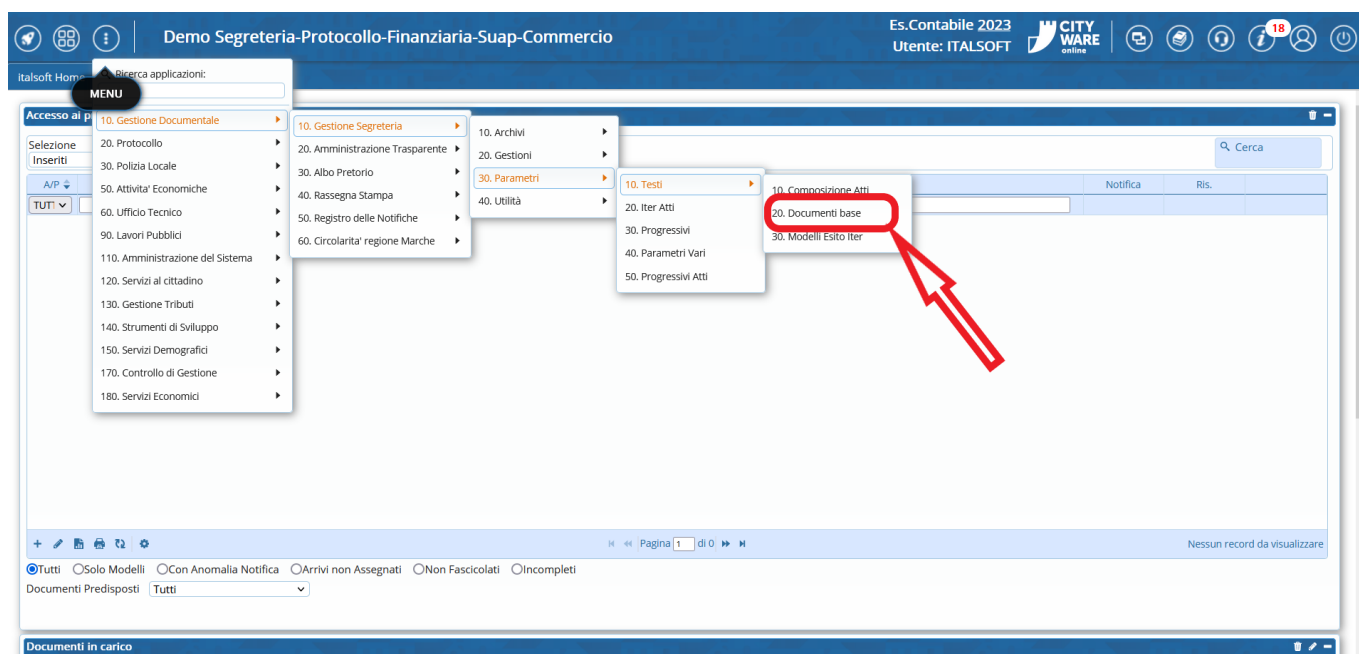 Demo Segreteria-Protocollo-Finanziaria-Suap-Commercio
Es.Contabile 2023
Utente: ITALSOFT
CITY
WARE
online
18
italsoft Home
Ricerca applicazioni:
MENU
Accesso ai p
Selezione
Inseriti
Cerca
A/P
Notifica
Ris.
TUT
10. Gestione Documentale
20. Protocollo
30. Polizia Locale
50. Attivita' Economiche
60. Ufficio Tecnico
90. Lavori Pubblici
110. Amministrazione del Sistema
120. Servizi al cittadino
130. Gestione Tributi
140. Strumenti di Sviluppo
150. Servizi Demografici
170. Controllo di Gestione
180. Servizi Economici
10. Gestione Segreteria
20. Amministrazione Trasparente
30. Albo Pretorio
40. Rassegna Stampa
50. Registro delle Notifiche
60. Circolarita' regione Marche
10. Archivi
20. Gestioni
30. Parametri
40. Utilità
10. Testi
20. Iter Atti
30. Progressivi
40. Parametri Vari
50. Progressivi Atti
10. Composizione Atti
20. Documenti base
30. Modelli Esito Iter
Pagina 1 di 0
Nessun record da visualizzare
Tutti Solo Modelli Con Anomalia Notifica Arrivi non Assegnati Non Fascicolati Incompleti
Documenti Predisposti Tutti
Documenti in carico